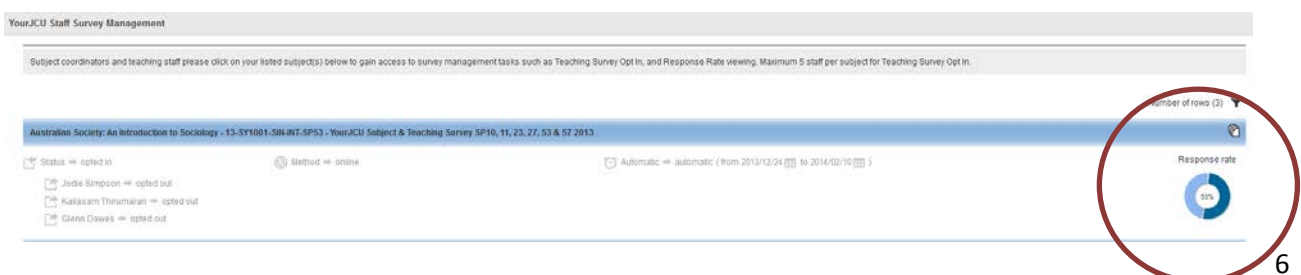 YourJCU Staff Survey Management
Subject coordinators and teaching staff please click on your listed subject(s) below to gain access to survey management tasks such as Teaching Survey Opt In, and Response Rate viewing. Maximum 5 staff per subject for Teaching Survey Opt In.
Number of rows (3)
Australian Society: An Introduction to Sociology - 13-SY1001-SIN-INT-SP53 - YourJCU Subject & Teaching Survey SP10, 11, 23, 27, 53 & 57 2013
Status ⇒ opted in Method ⇒ online Automatic ⇒ automatic ( from 2013/12/24 to 2014/02/10 ) Response rate
Jodie Simpson ⇒ opted out
Thirumaran ⇒ opted out
Glenn Dawes ⇒ opted out
6